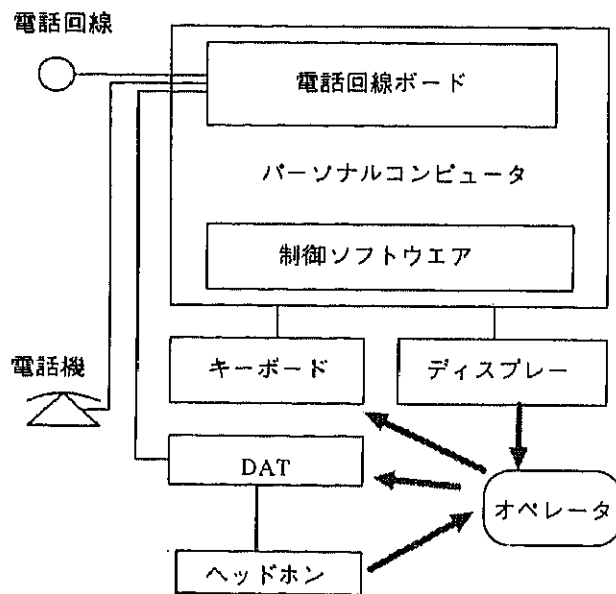 電話回線
電話回線ボード
パーソナルコンピュータ
制御ソフトウエア
電話機
キーボード
ディスプレー
DAT
オペレータ
ヘッドホン